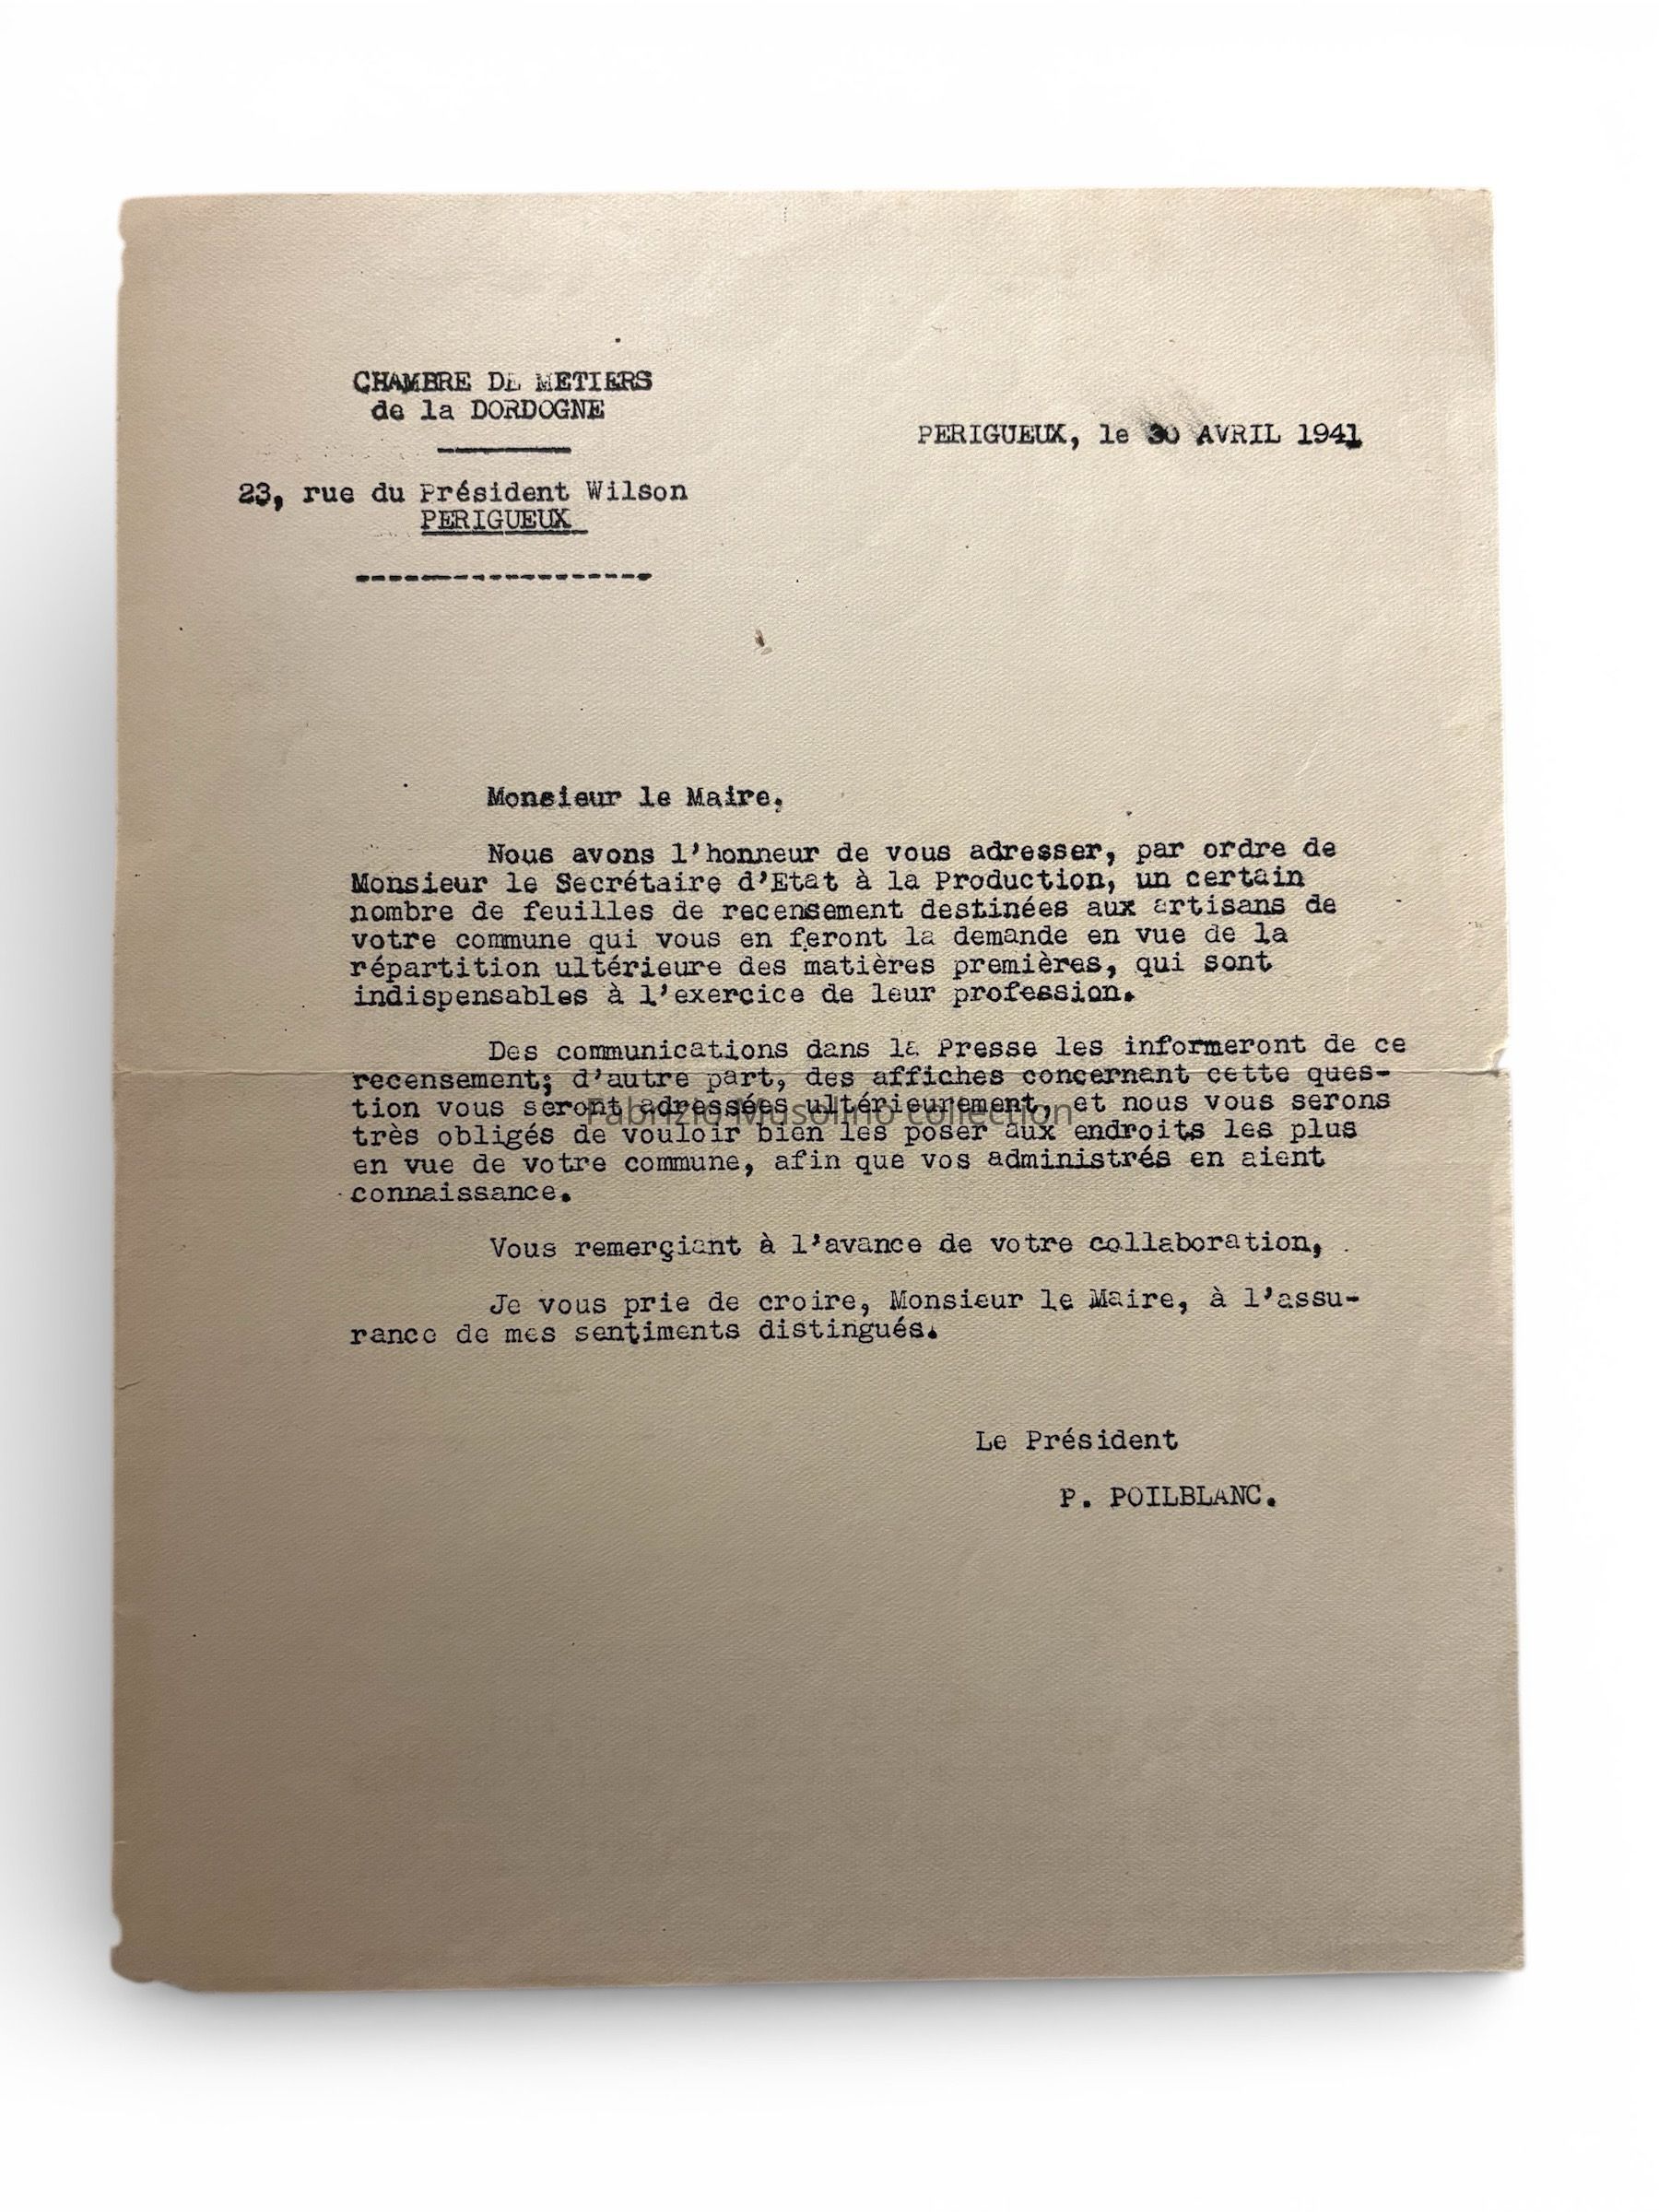 CHAMBRE DE METIERS
de la DORDOGNE
PERIGUEUX, le 30 AVRIL 1941
23, rue du Président Wilson
PERIGUEUX
-------------------
Monsieur le Maire,
Nous avons l'honneur de vous adresser, par ordre de
Monsieur le Secrétaire d'Etat à la Production, un certain
nombre de feuilles de recensement destinées aux artisans de
votre commune qui vous en feront la demande en vue de la
répartition ultérieure des matières premières, qui sont
indispensables à l'exercice de leur profession.
Des communications dans la Presse les informeront de ce
recensement; d'autre part, des affiches concernant cette ques-
tion vous seront adressées ultérieurement, et nous vous serons
Fabrizio Musolino collection
très obligés de vouloir bien les poser aux endroits les plus
en vue de votre commune, afin que vos administrés en aient
connaissance.
Vous remerçiant à l'avance de votre collaboration,
Je vous prie de croire, Monsieur le Maire, à l'assu-
rance de mes sentiments distingués.
Le Président
P. POILBLANC.